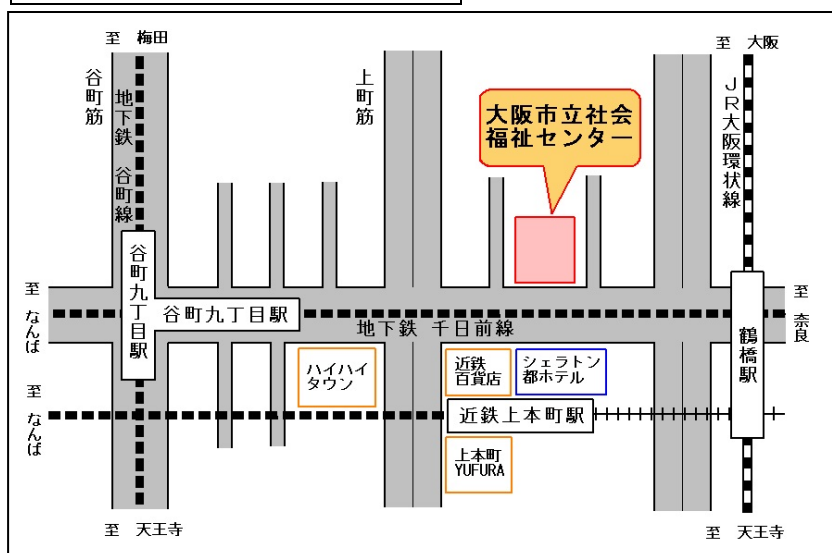 至 梅田
谷町筋
地下鉄 谷町線
上町筋
大阪市立社会
福祉センター
至 大阪
JR大阪環状線
谷町九丁目駅
谷町九丁目駅
至 なんば
地下鉄 千日前線
至 奈良
鶴橋駅
ハイハイ
タウン
近鉄
百貨店
シェラトン
都ホテル
至 なんば
近鉄上本町駅
上本町
YUFURA
至 天王寺
至 天王寺